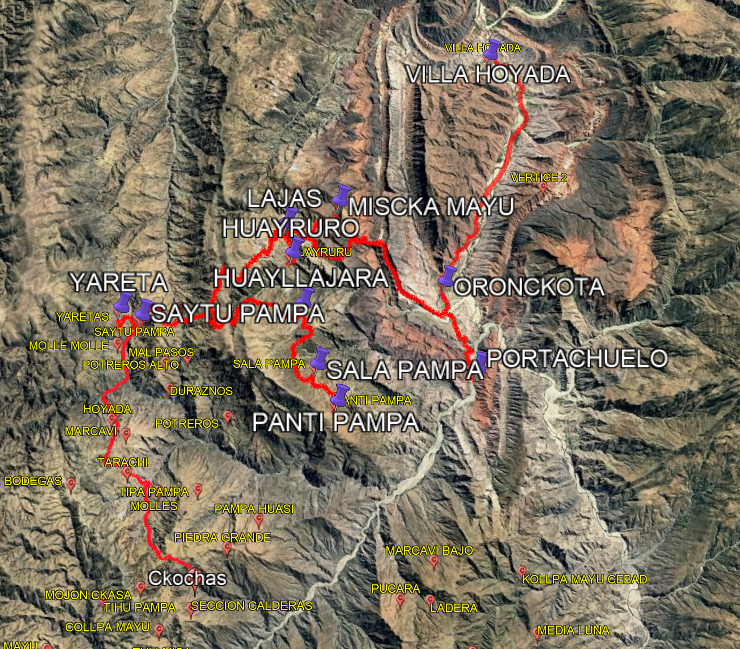 VILLA HOYADA
VILLA HOYADA
VERTICE 2
LAJAS
MISCKA MAYU
HUAYRURO
JAYRURU
HUAYLLAJARA
ORONCKOTA
YARETA
YARETAS
SAYTU PAMPA
SAYTU PAMPA
MOLLE MOLLE
MAL PASOS
POTREROS ALTO
SALA PAMPA
SALA PAMPA
PORTACHUELO
DURAZNOS
ANTI PAMPA
HOYADA
POTREROS
PANTI PAMPA
MARCAVI
TARACHI
BODEGAS
TIPA PAMPA
MOLLES
PAMPA HUASI
PIEDRA GRANDE
MARCAVI BAJO
Ckochas
KOLLPA MAYU CEBAD
MOJON CKASA
PUCARA
TIHU PAMPA
SECCION CALDERAS
LADERA
COLLPA MAYU
MEDIA LUNA
MAYU